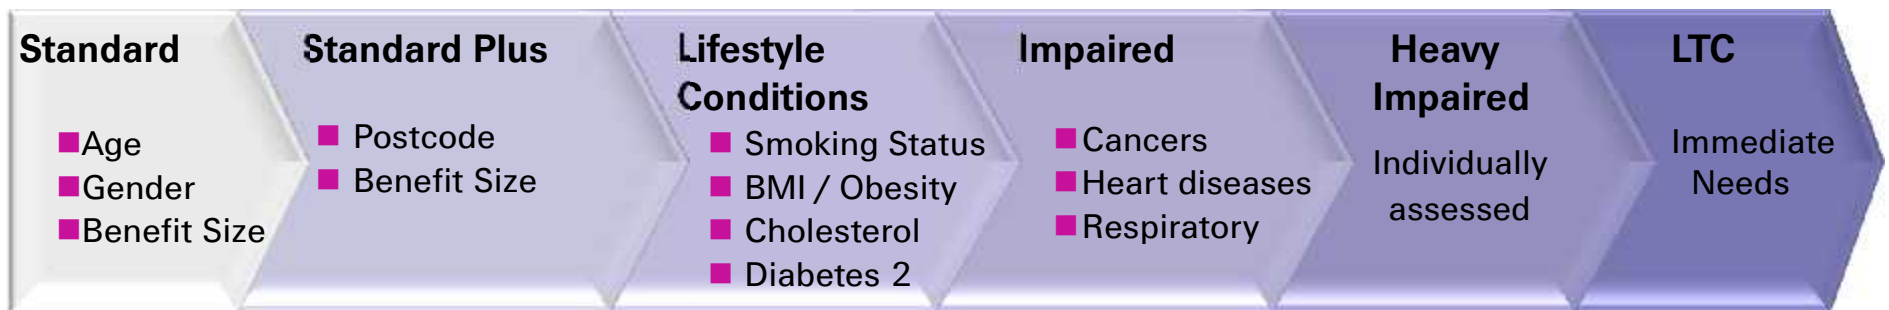 Standard
■Age
■Gender
■Benefit Size
Standard Plus
■ Postcode
■ Benefit Size
Lifestyle
Conditions
■ Smoking Status
■ BMI / Obesity
■ Cholesterol
■ Diabetes 2
Impaired
■Cancers
■Heart diseases
■Respiratory
Heavy
Impaired
Individually
assessed
LTC
Immediate
Needs